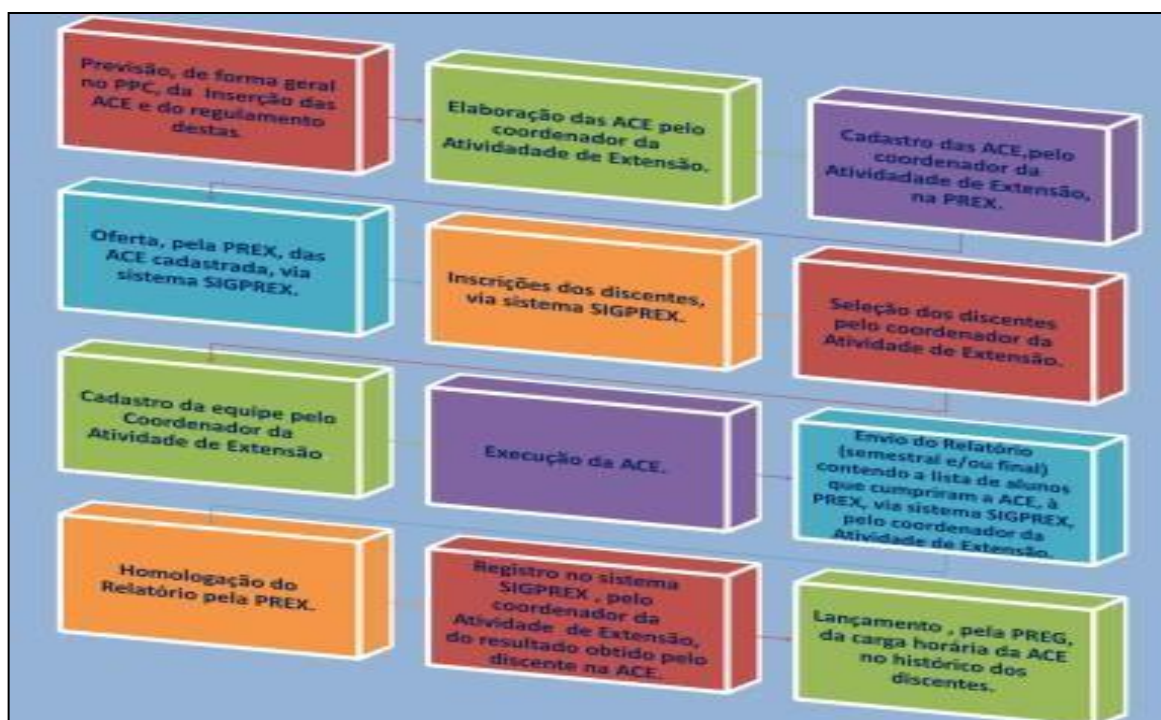 Previsão, de forma geral
no PPC, da Inserção das
ACE e do regulamento
destas.
Elaboração das ACE pelo
coordenador da
Atividadade de Extensão.
Cadastro das ACE,pelo
coordenador da
Atividadade de Extensão,
na PREX.
Oferta, pela PREX, das
ACE cadastrada, via
sistema SIGPREX.
Inscrições dos discentes,
via sistema SIGPREX.
Seleção dos discentes
pelo coordenador da
Atividade de Extensão.
Cadastro da equipe pelo
Coordenador da
Atividade de Extensão
Execução da ACE.
Envio do Relatório
(semestral e/ou final)
contendo a lista de alunos
que cumpriram a ACE, à
PREX, via sistema SIGPREX,
pelo coordenador da
Atividade de Extensão.
Homologação do
Relatório pela PREX.
Registro no sistema
SIGPREX , pelo
coordenador da
Atividade de Extensão,
do resultado obtido pelo
discente na ACE.
Lançamento , pela PREG,
da carga horária da ACE
no histórico dos
discentes.